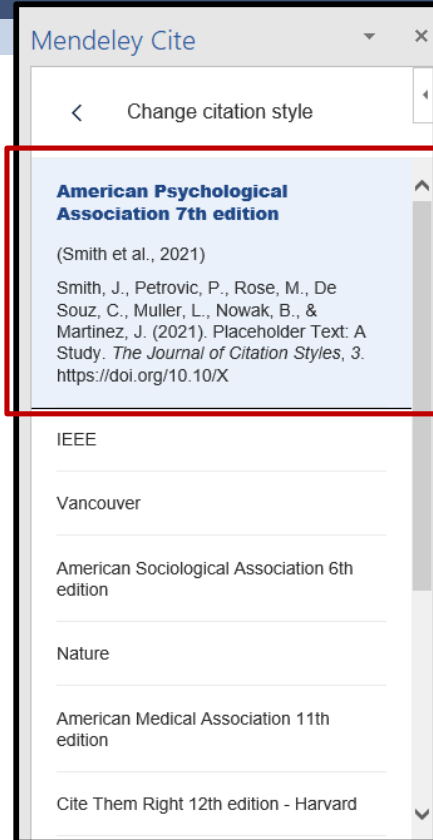 Mendeley Cite
Change citation style
American Psychological
Association 7th edition
(Smith et al., 2021)
Smith, J., Petrovic, P., Rose, M., De
Souz, C., Muller, L., Nowak, B., &
Martinez, J. (2021). Placeholder Text: A
Study. The Journal of Citation Styles, 3.
https://doi.org/10.10/X
IEEE
Vancouver
American Sociological Association 6th
edition
Nature
American Medical Association 11th
edition
Cite Them Right 12th edition - Harvard